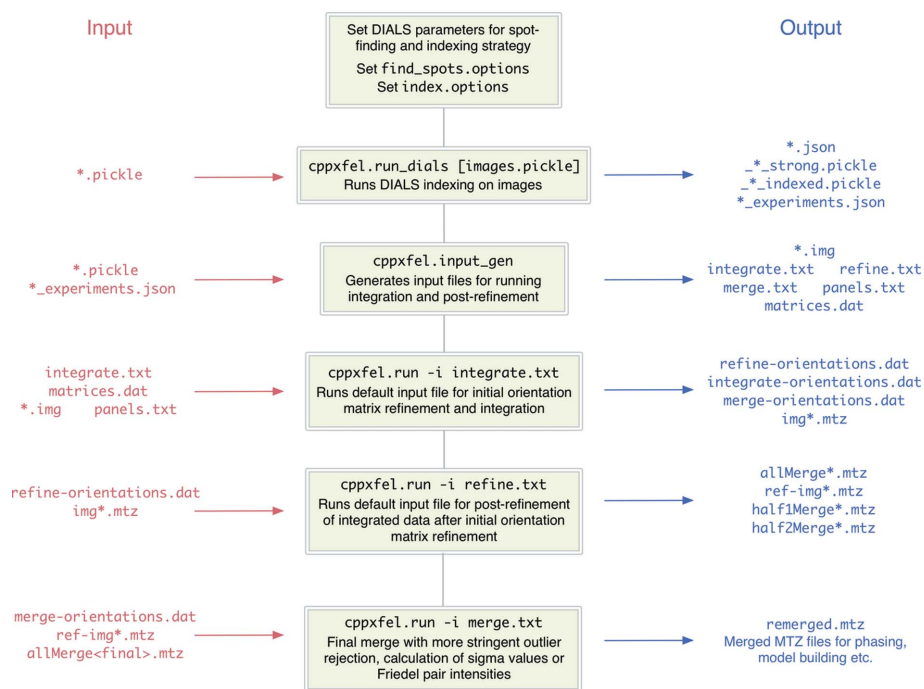 Input
Output
Set DIALS parameters for spot-
finding and indexing strategy
Set find_spots.options
Set index.options
*.pickle
cppxfel.run_dials [images.pickle]
Runs DIALS indexing on images
*.json
_*_strong.pickle
_*_indexed.pickle
*_experiments.json
*.pickle
*_experiments.json
cppxfel.input_gen
Generates input files for running
integration and post-refinement
*.img
integrate.txt refine.txt
merge.txt panels.txt
matrices.dat
integrate.txt
matrices.dat
*.img panels.txt
cppxfel.run -i integrate.txt
Runs default input file for initial orientation
matrix refinement and integration
refine-orientations.dat
integrate-orientations.dat
merge-orientations.dat
img*.mtz
refine-orientations.dat
img*.mtz
cppxfel.run -i refine.txt
Runs default input file for post-refinement
of integrated data after initial orientation
matrix refinement
allMerge*.mtz
ref-img*.mtz
half1Merge*.mtz
half2Merge*.mtz
merge-orientations.dat
ref-img*.mtz
allMerge<final>.mtz
cppxfel.run -i merge.txt
Final merge with more stringent outlier
rejection, calculation of sigma values or
Friedel pair intensities
remerged.mtz
Merged MTZ files for phasing,
model building etc.